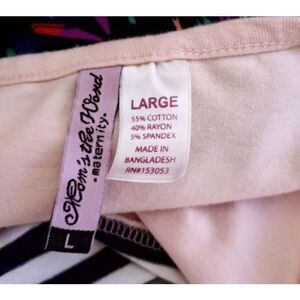 Mom's the Word
• maternity •
L
LARGE
55% COTTON
40% RAYON
5% SPANDEX
MADE IN
BANGLADESH
RN#153053